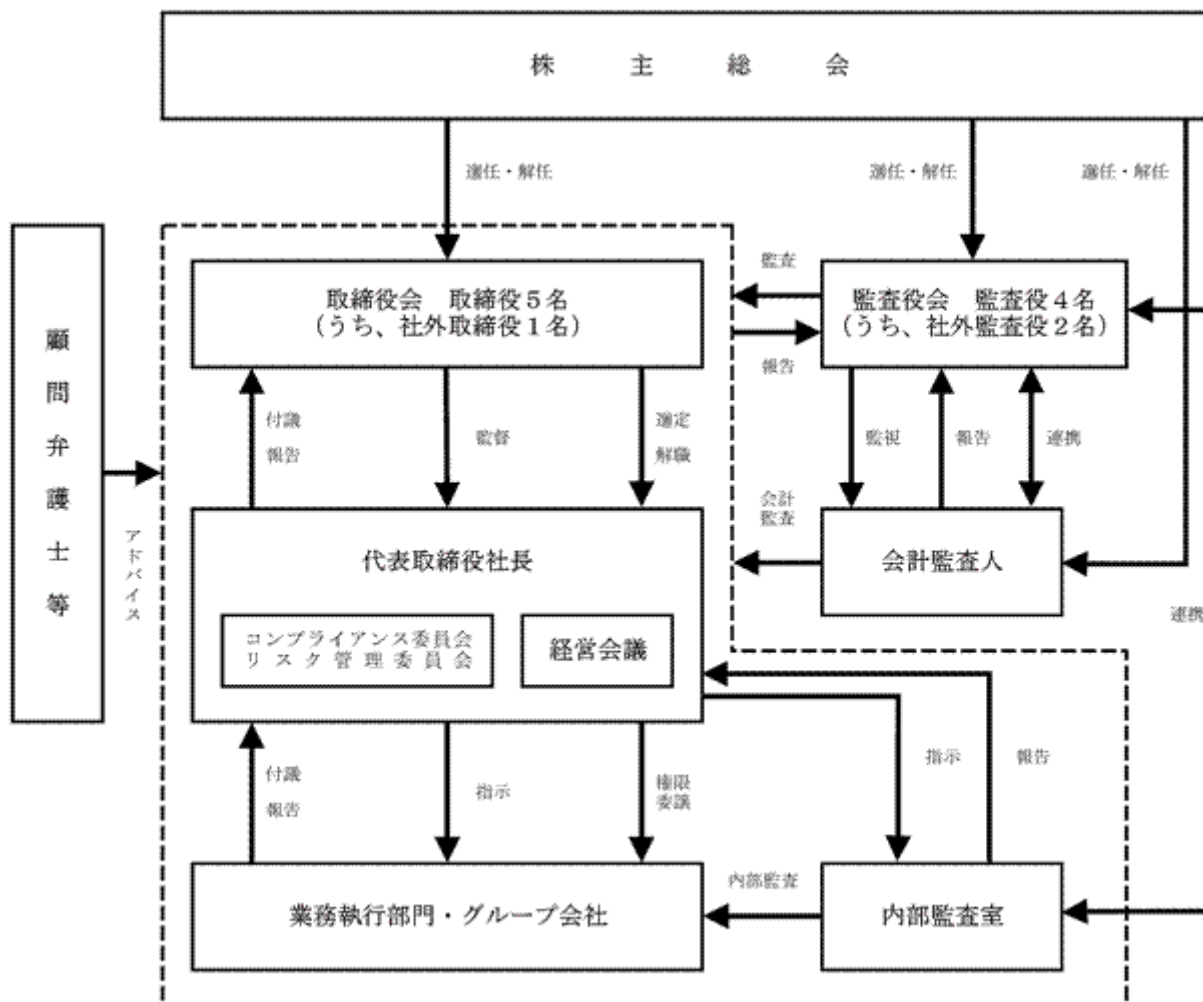 株主総会
選任・解任
選任・解任
選任・解任
顧問弁護士等
アドバイス
取締役会　取締役５名
（うち、社外取締役１名）
監査
報告
監査役会　監査役４名
（うち、社外監査役２名）
付議
報告
監督
選定
解職
監視
報告
連携
会計
監査
代表取締役社長
コンプライアンス委員会
リスク管理委員会
経営会議
会計監査人
連携
付議
報告
指示
権限
委譲
指示
報告
業務執行部門・グループ会社
内部監査
内部監査室